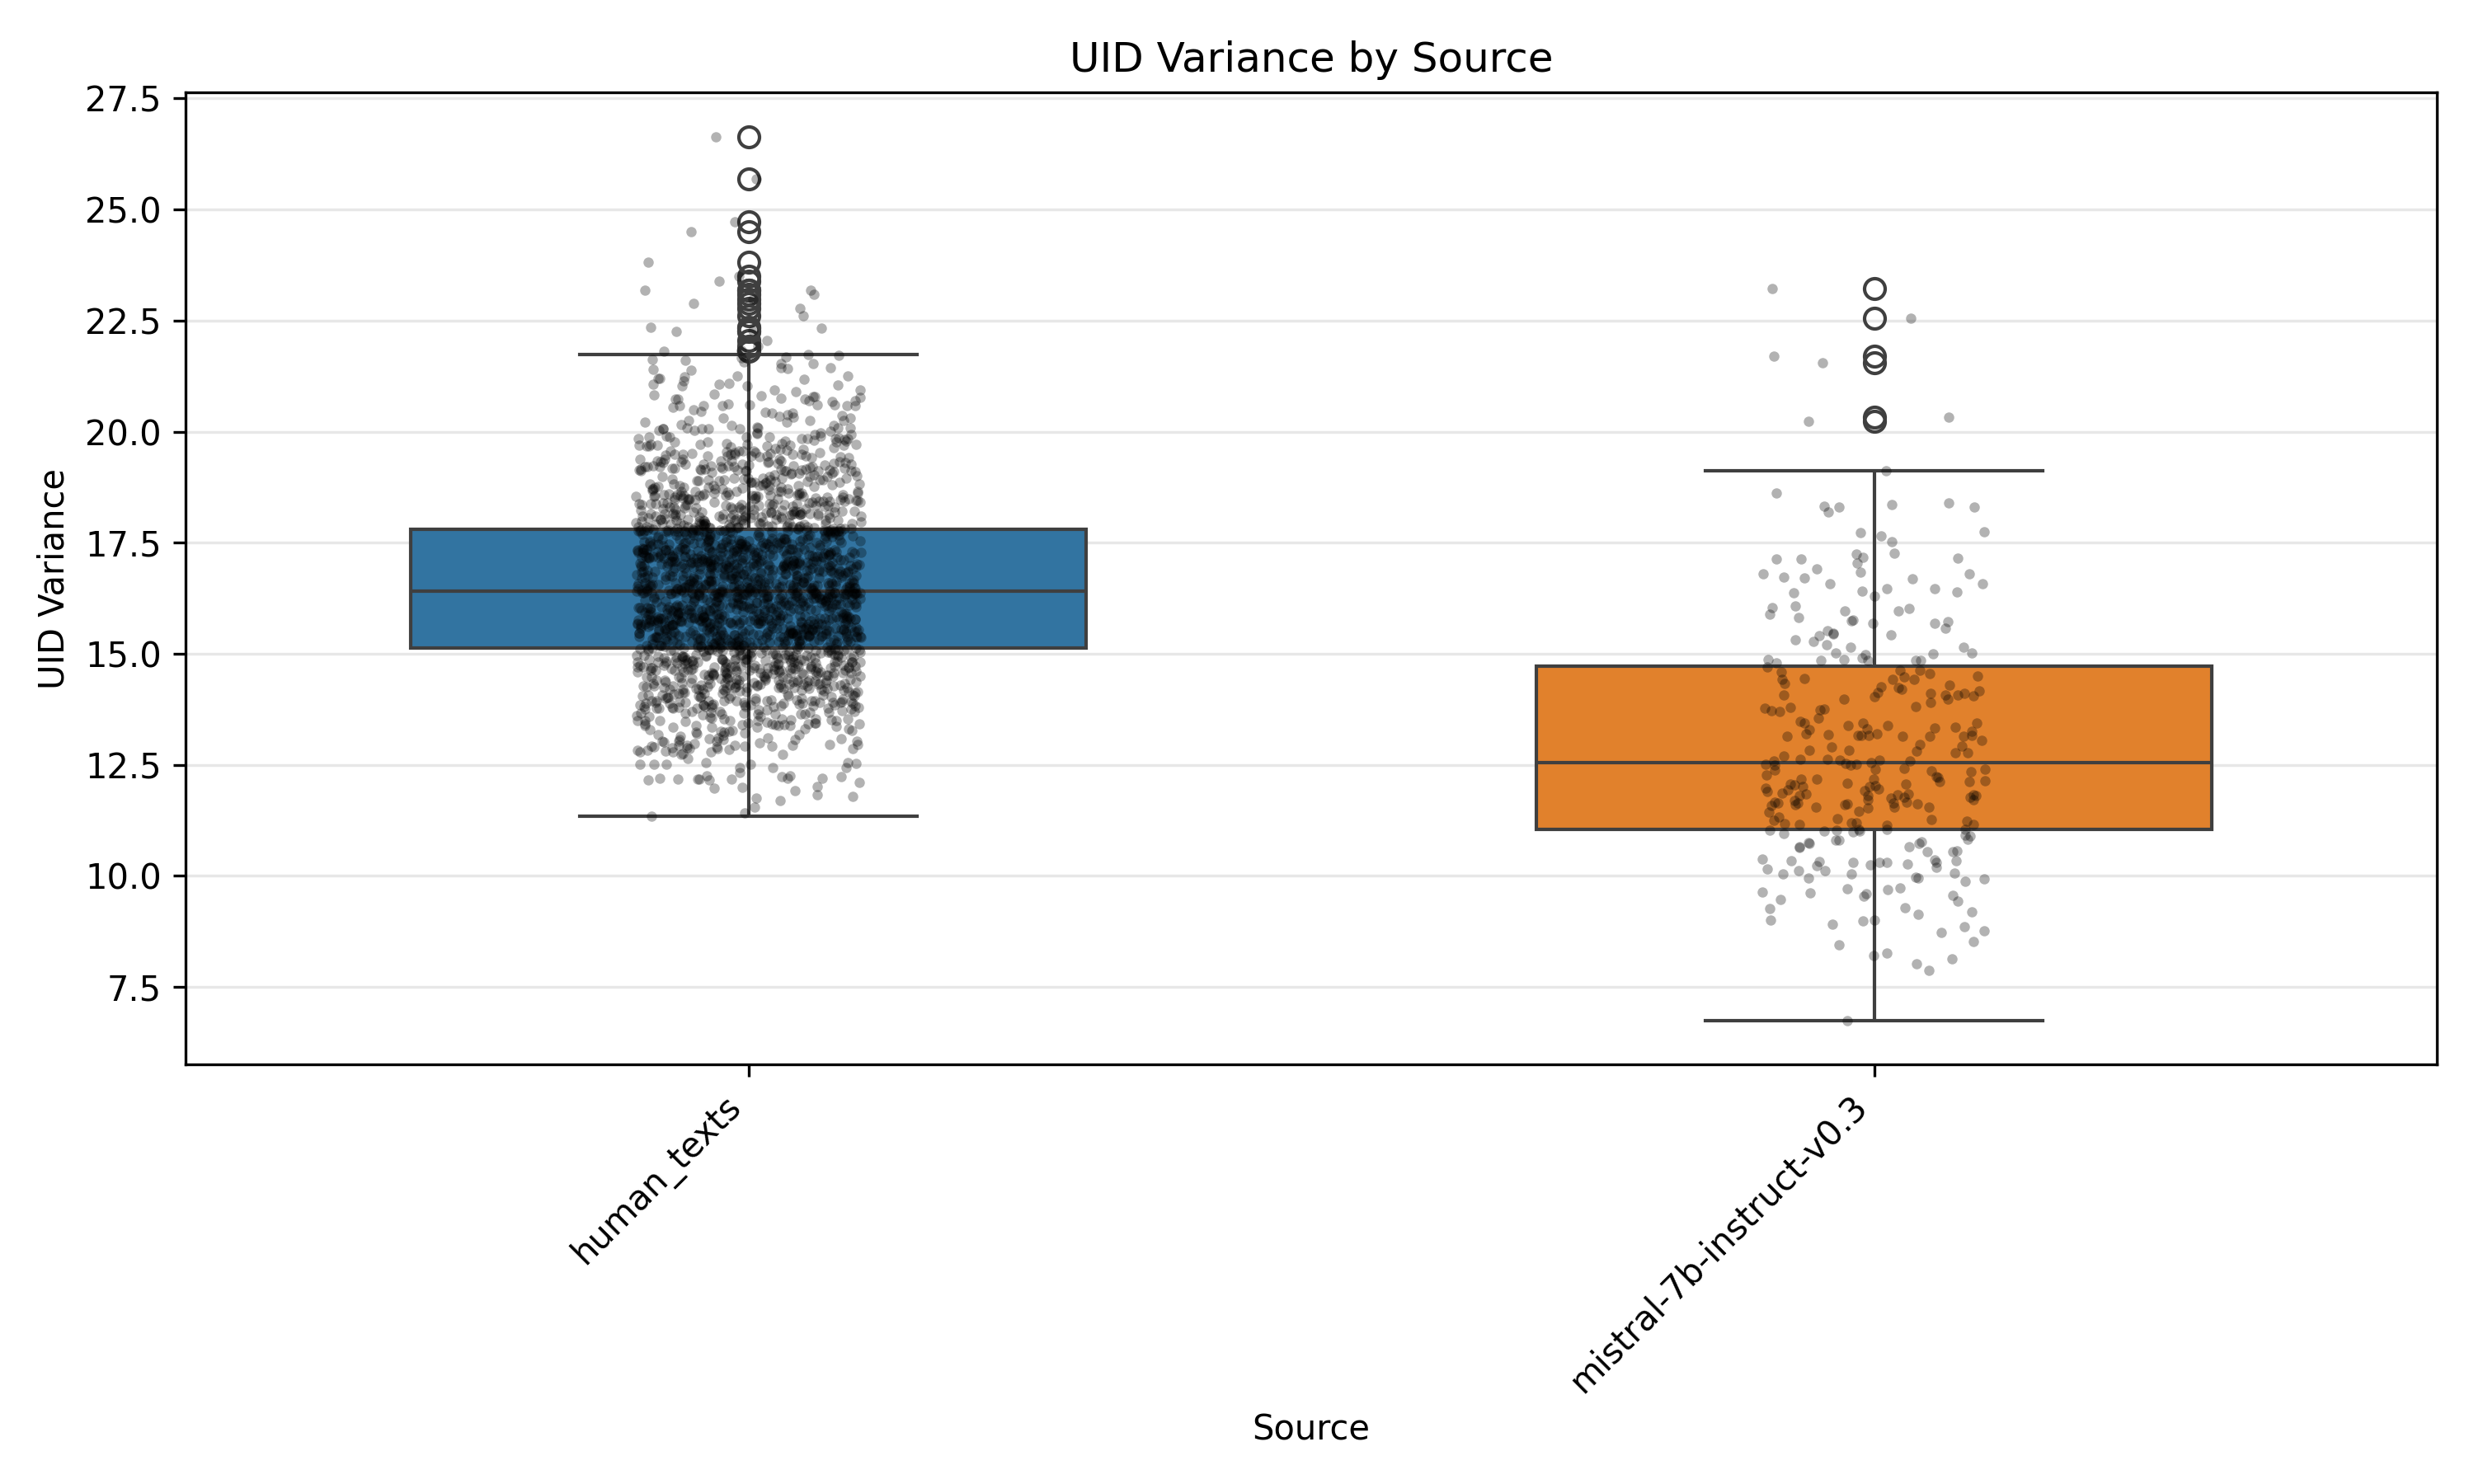 UID Variance by Source
27.5
25.0
22.5
20.0
17.5
15.0
12.5
10.0
7.5
UID Variance
human_texts
mistral-7b-instruct-v0.3
Source